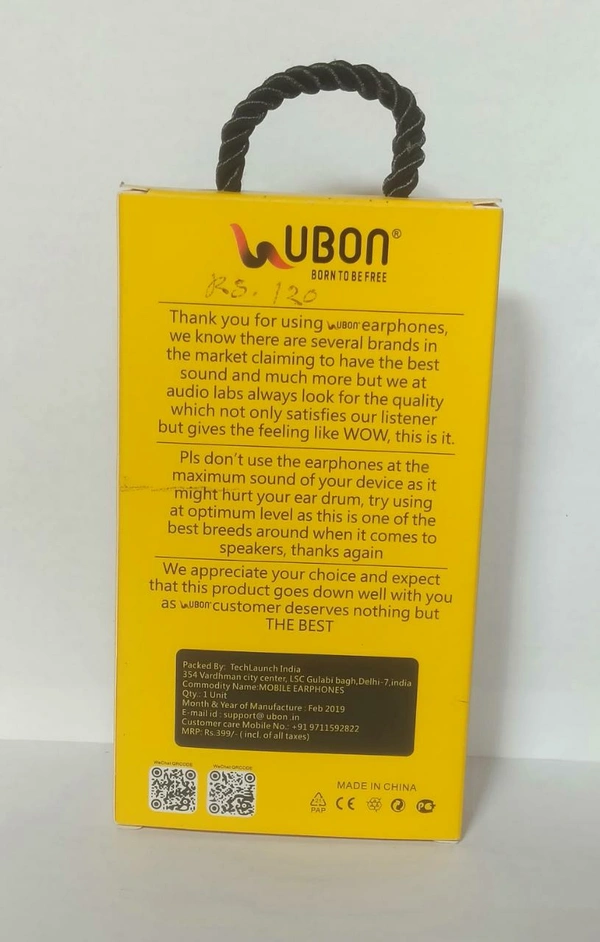 UBON®
BORN TO BE FREE
RS. 120
Thank you for using UBON earphones,
we know there are several brands in
the market claiming to have the best
sound and much more but we at
audio labs always look for the quality
which not only satisfies our listener
but gives the feeling like WOW, this is it.
Pls don't use the earphones at the
maximum sound of your device as it
might hurt your ear drum, try using
at optimum level as this is one of the
best breeds around when it comes to
speakers, thanks again
We appreciate your choice and expect
that this product goes down well with you
as UBON customer deserves nothing but
THE BEST
Packed By: TechLaunch India
354 Vardhman city center, LSC Gulabi bagh,Delhi-7,india
Commodity Name:MOBILE EARPHONES
Qty.: 1 Unit
Month & Year of Manufacture : Feb 2019
E-mail id : support@ ubon .in
Customer care Mobile No.: +91 9711592822
MRP: Rs.399/- ( incl. of all taxes)
WeChat QRCODE WeChat QRCODE
MADE IN CHINA
PAP CE